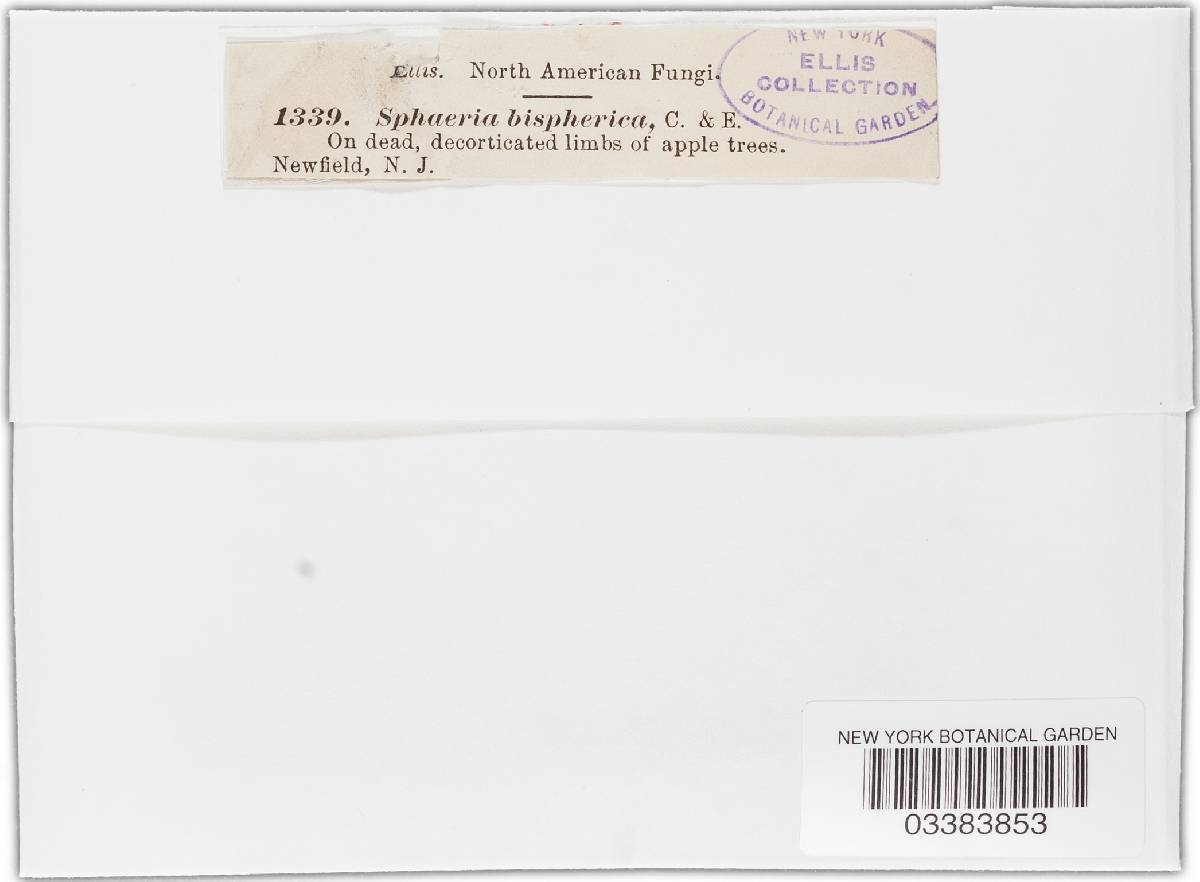 Ellis. North American Fungi.
1339. Sphaeria bispherica, C. & E.
On dead, decorticated limbs of apple trees.
Newfield, N. J.
NEW YORK
ELLIS
COLLECTION
BOTANICAL GARDEN
NEW YORK BOTANICAL GARDEN
03383853